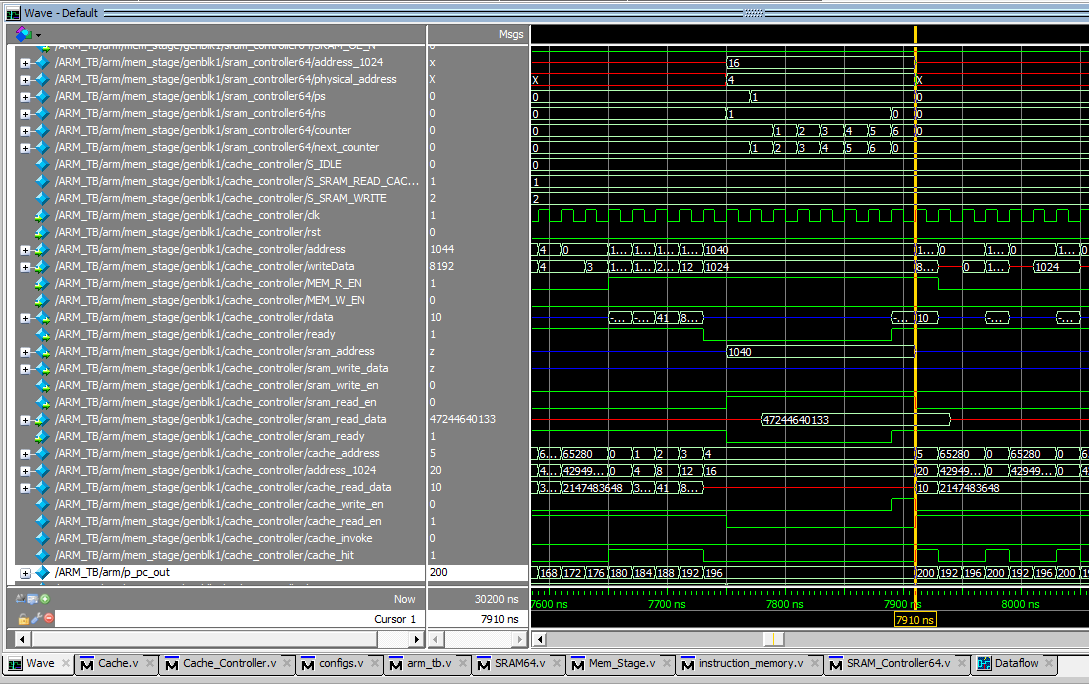 Wave - Default
Msgs
/ARM_TB/arm/mem_stage/genblk1/sram_controller64/SRAM_OE_N 0
/ARM_TB/arm/mem_stage/genblk1/sram_controller64/address_1024 x 16
/ARM_TB/arm/mem_stage/genblk1/sram_controller64/physical_address X X 4 X
/ARM_TB/arm/mem_stage/genblk1/sram_controller64/ps 0 0 1 0
/ARM_TB/arm/mem_stage/genblk1/sram_controller64/ns 0 0 1 0 0
/ARM_TB/arm/mem_stage/genblk1/sram_controller64/counter 0 0 1 2 3 4 5 6 0
/ARM_TB/arm/mem_stage/genblk1/sram_controller64/next_counter 0 0 1 2 3 4 5 6 0
/ARM_TB/arm/mem_stage/genblk1/cache_controller/S_IDLE 0 0
/ARM_TB/arm/mem_stage/genblk1/cache_controller/S_SRAM_READ_CAC... 1 1
/ARM_TB/arm/mem_stage/genblk1/cache_controller/S_SRAM_WRITE 2 2
/ARM_TB/arm/mem_stage/genblk1/cache_controller/clk 1
/ARM_TB/arm/mem_stage/genblk1/cache_controller/rst 0
/ARM_TB/arm/mem_stage/genblk1/cache_controller/address 1044 4 0 1... 1... 1... 1... 1040 1... 0 1... 0 1... 0
/ARM_TB/arm/mem_stage/genblk1/cache_controller/writeData 8192 4 3 1... 1... 2... 12 1024 8... 0 1... 1024
/ARM_TB/arm/mem_stage/genblk1/cache_controller/MEM_R_EN 1
/ARM_TB/arm/mem_stage/genblk1/cache_controller/MEM_W_EN 0
/ARM_TB/arm/mem_stage/genblk1/cache_controller/rdata 10 -... -... 41 8... -... 10 -... -...
/ARM_TB/arm/mem_stage/genblk1/cache_controller/ready 1
/ARM_TB/arm/mem_stage/genblk1/cache_controller/sram_address z 1040
/ARM_TB/arm/mem_stage/genblk1/cache_controller/sram_write_data z
/ARM_TB/arm/mem_stage/genblk1/cache_controller/sram_write_en 0
/ARM_TB/arm/mem_stage/genblk1/cache_controller/sram_read_en 0
/ARM_TB/arm/mem_stage/genblk1/cache_controller/sram_read_data 47244640133 47244640133
/ARM_TB/arm/mem_stage/genblk1/cache_controller/sram_ready 1
/ARM_TB/arm/mem_stage/genblk1/cache_controller/cache_address 5 6... 65280 0 1 2 3 4 5 65280 0 65280 0 6
/ARM_TB/arm/mem_stage/genblk1/cache_controller/address_1024 20 4... 42949... 0 4 8 12 16 20 42949... 0 42949... 0 4
/ARM_TB/arm/mem_stage/genblk1/cache_controller/cache_read_data 10 3... 2147483648 3... 41 8... 10 2147483648
/ARM_TB/arm/mem_stage/genblk1/cache_controller/cache_write_en 0
/ARM_TB/arm/mem_stage/genblk1/cache_controller/cache_read_en 1
/ARM_TB/arm/mem_stage/genblk1/cache_controller/cache_invoke 0
/ARM_TB/arm/mem_stage/genblk1/cache_controller/cache_hit 1
/ARM_TB/arm/p_pc_out 200 168 172 176 180 184 188 192 196 200 192 196 200 192 196 200
Now 30200 ns 7600 ns 7700 ns 7800 ns 7900 ns 8000 ns
Cursor 1 7910 ns 7910 ns
Wave Cache.v Cache_Controller.v configs.v arm_tb.v SRAM64.v Mem_Stage.v instruction_memory.v SRAM_Controller64.v Dataflow